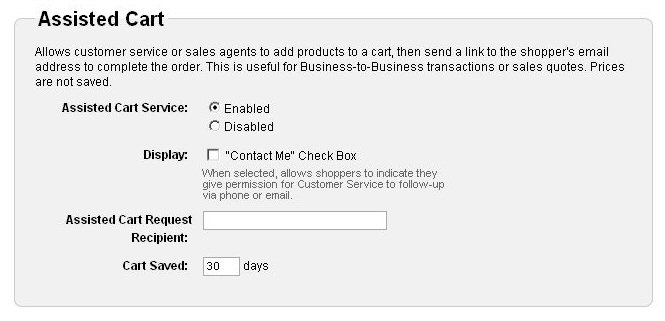 Assisted Cart
Allows customer service or sales agents to add products to a cart, then send a link to the shopper's email
address to complete the order. This is useful for Business-to-Business transactions or sales quotes. Prices
are not saved.
Assisted Cart Service: Enabled
Disabled
Display: "Contact Me" Check Box
When selected, allows shoppers to indicate they
give permission for Customer Service to follow-up
via phone or email.
Assisted Cart Request
Recipient:
Cart Saved: 30 days